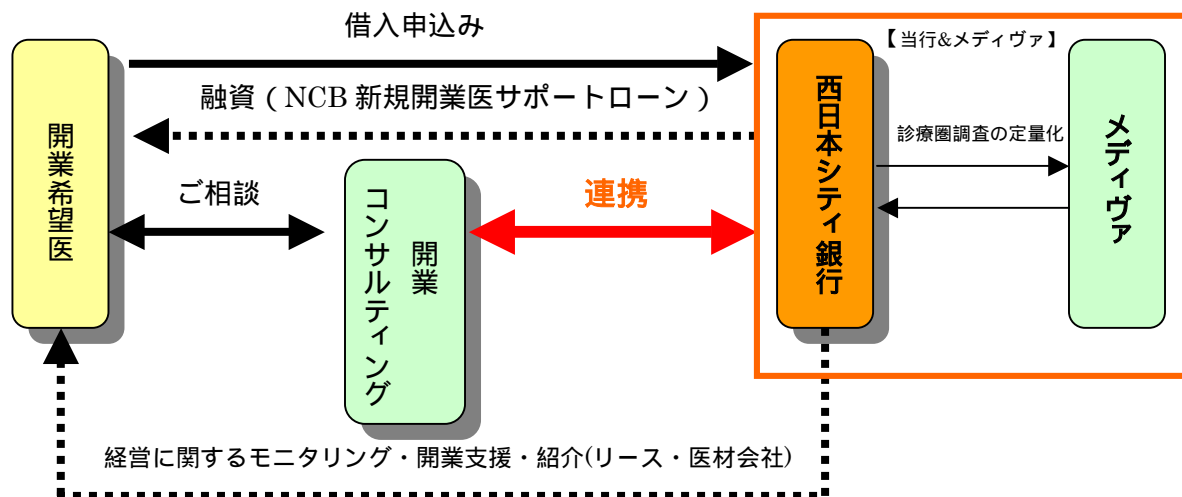 借入申込み
【当行&メディヴァ】
融資（NCB 新規開業医サポートローン）
開業希望医
ご相談
開業
コンサルティング
連携
西日本シティ銀行
診療圏調査の定量化
メディヴァ
経営に関するモニタリング・開業支援・紹介(リース・医材会社)